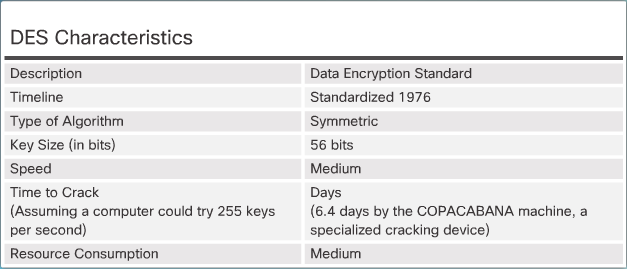 DES Characteristics
Description Data Encryption Standard
Timeline Standardized 1976
Type of Algorithm Symmetric
Key Size (in bits) 56 bits
Speed Medium
Time to Crack Days
(Assuming a computer could try 255 keys (6.4 days by the COPACABANA machine, a
per second) specialized cracking device)
Resource Consumption Medium